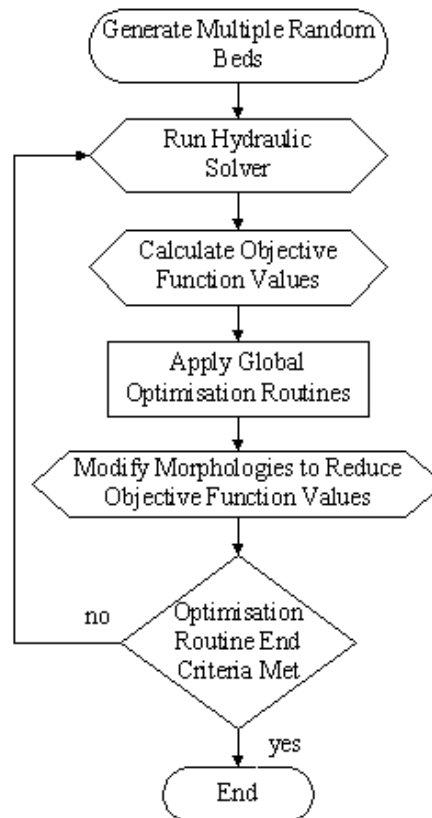 Generate Multiple Random
Beds
Run Hydraulic
Solver
Calculate Objective
Function Values
Apply Global
Optimisation Routines
Modify Morphologies to Reduce
Objective Function Values
no
Optimisation
Routine End
Criteria Met
yes
End